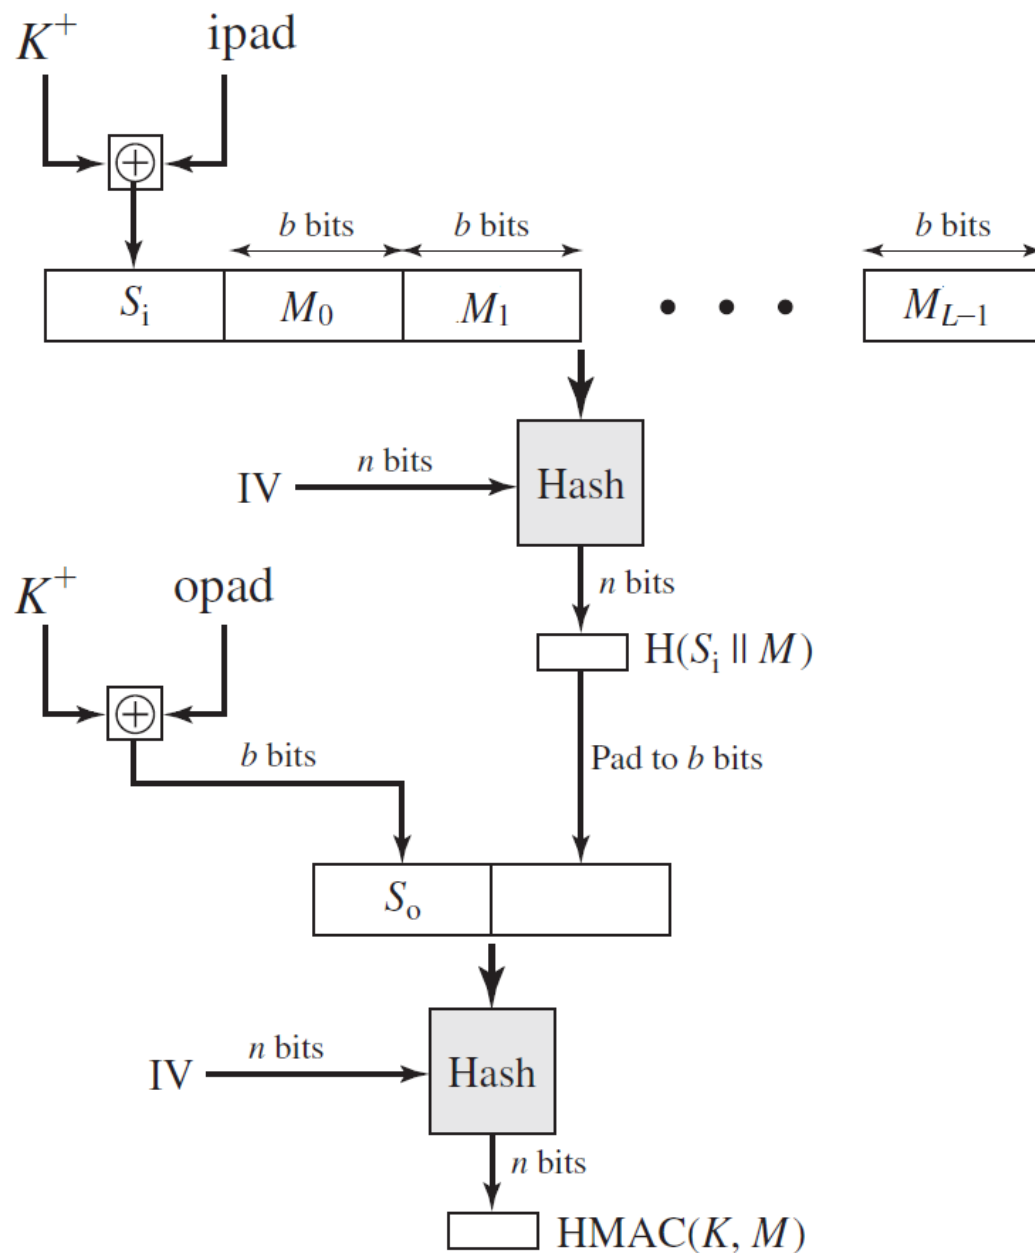 K⁺ ipad
⊕
b bits b bits b bits
Sᵢ M₀ .M₁ • • • M_{L–1}
n bits
IV Hash
n bits
K⁺ opad
H(Sᵢ || M)
⊕
b bits Pad to b bits
Sₒ
n bits
IV Hash
n bits
HMAC(K, M)